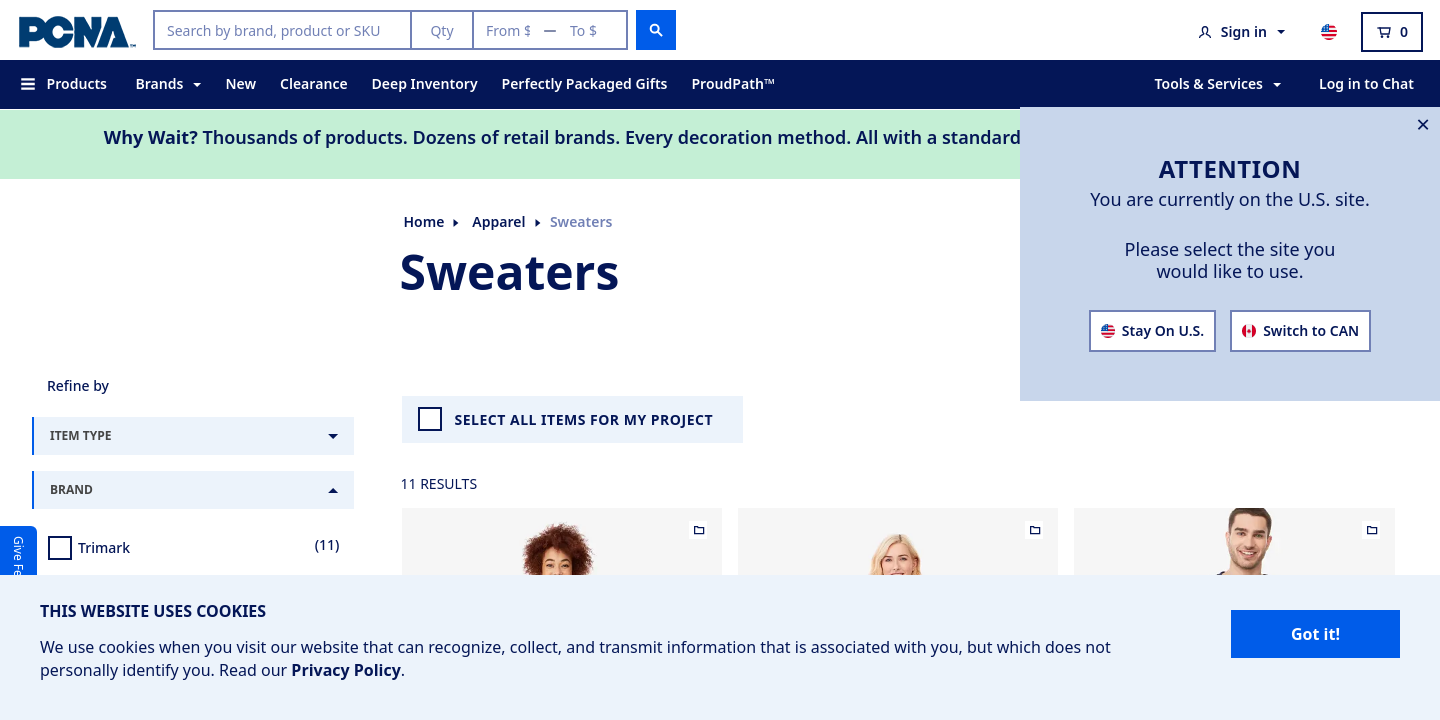 PCNA
Search by brand, product or SKU
Qty
From $ — To $
Sign in
0
Products
Brands
New
Clearance
Deep Inventory
Perfectly Packaged Gifts
ProudPath™
Tools & Services
Log in to Chat
Why Wait? Thousands of products. Dozens of retail brands. Every decoration method. All with a standard
ATTENTION
You are currently on the U.S. site.
Please select the site you
would like to use.
Stay On U.S.
Switch to CAN
Home
Apparel
Sweaters
Sweaters
Refine by
ITEM TYPE
BRAND
Trimark
(11)
SELECT ALL ITEMS FOR MY PROJECT
11 RESULTS
Give Fe
THIS WEBSITE USES COOKIES
We use cookies when you visit our website that can recognize, collect, and transmit information that is associated with you, but which does not
personally identify you. Read our Privacy Policy.
Got it!